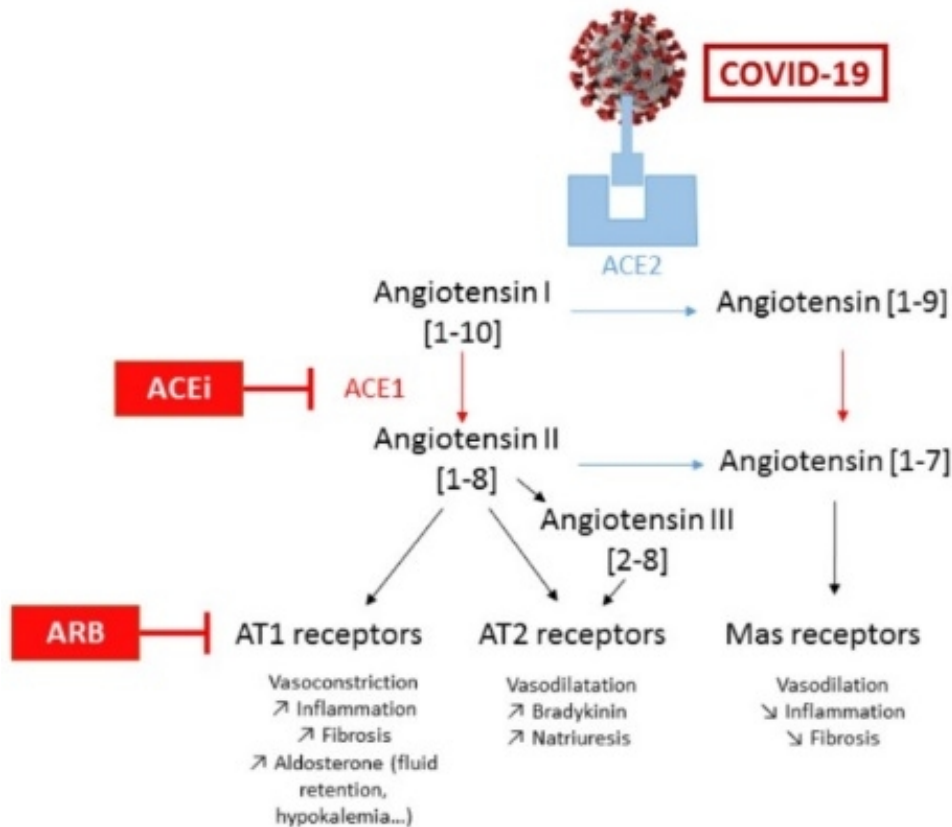 COVID-19
ACE2
Angiotensin I
[1-10]
Angiotensin [1-9]
ACEi
ACE1
Angiotensin II
[1-8]
Angiotensin [1-7]
Angiotensin III
[2-8]
ARB
AT1 receptors
Vasoconstriction
↗ Inflammation
↗ Fibrosis
↗ Aldosterone (fluid
retention,
hypokalemia...)
AT2 receptors
Vasodilatation
↗ Bradykinin
↗ Natriuresis
Mas receptors
Vasodilation
↘ Inflammation
↘ Fibrosis